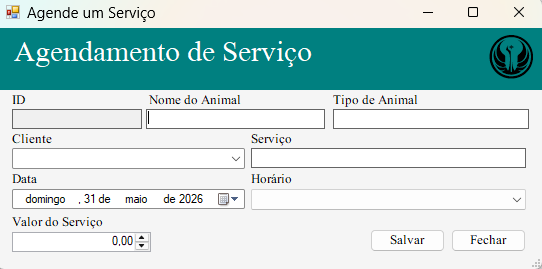 Agende um Serviço
Agendamento de Serviço
ID Nome do Animal Tipo de Animal
Cliente Serviço
Data Horário
domingo , 31 de maio de 2026
Valor do Serviço
0,00
Salvar Fechar